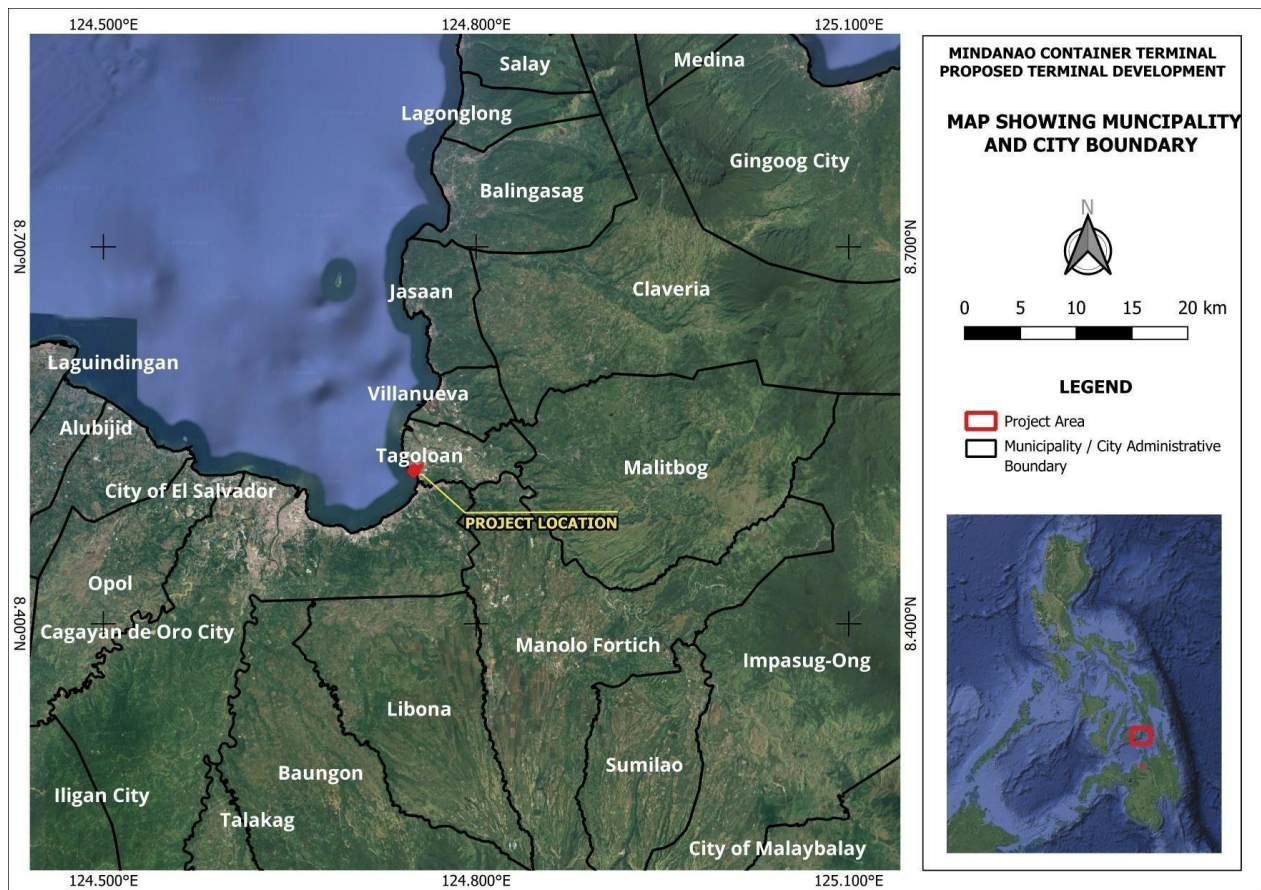 124.500°E
124.800°E
125.100°E
Salay
Medina
Lagonglong
Gingoog City
Balingasag
8.700°N
8.700°N
Jasaan
Claveria
Laguindingan
Villanueva
Alubijid
Tagoloan
Malitbog
City of El Salvador
PROJECT LOCATION
Opol
8.400°N
8.400°N
Cagayan de Oro City
Manolo Fortich
Impasug-Ong
Libona
Baungon
Sumilao
Iligan City
Talakag
City of Malaybalay
124.500°E
124.800°E
125.100°E
MINDANAO CONTAINER TERMINAL
PROPOSED TERMINAL DEVELOPMENT
MAP SHOWING MUNCIPALITY
AND CITY BOUNDARY
N
0 5 10 15 20 km
LEGEND
Project Area
Municipality / City Administrative
Boundary